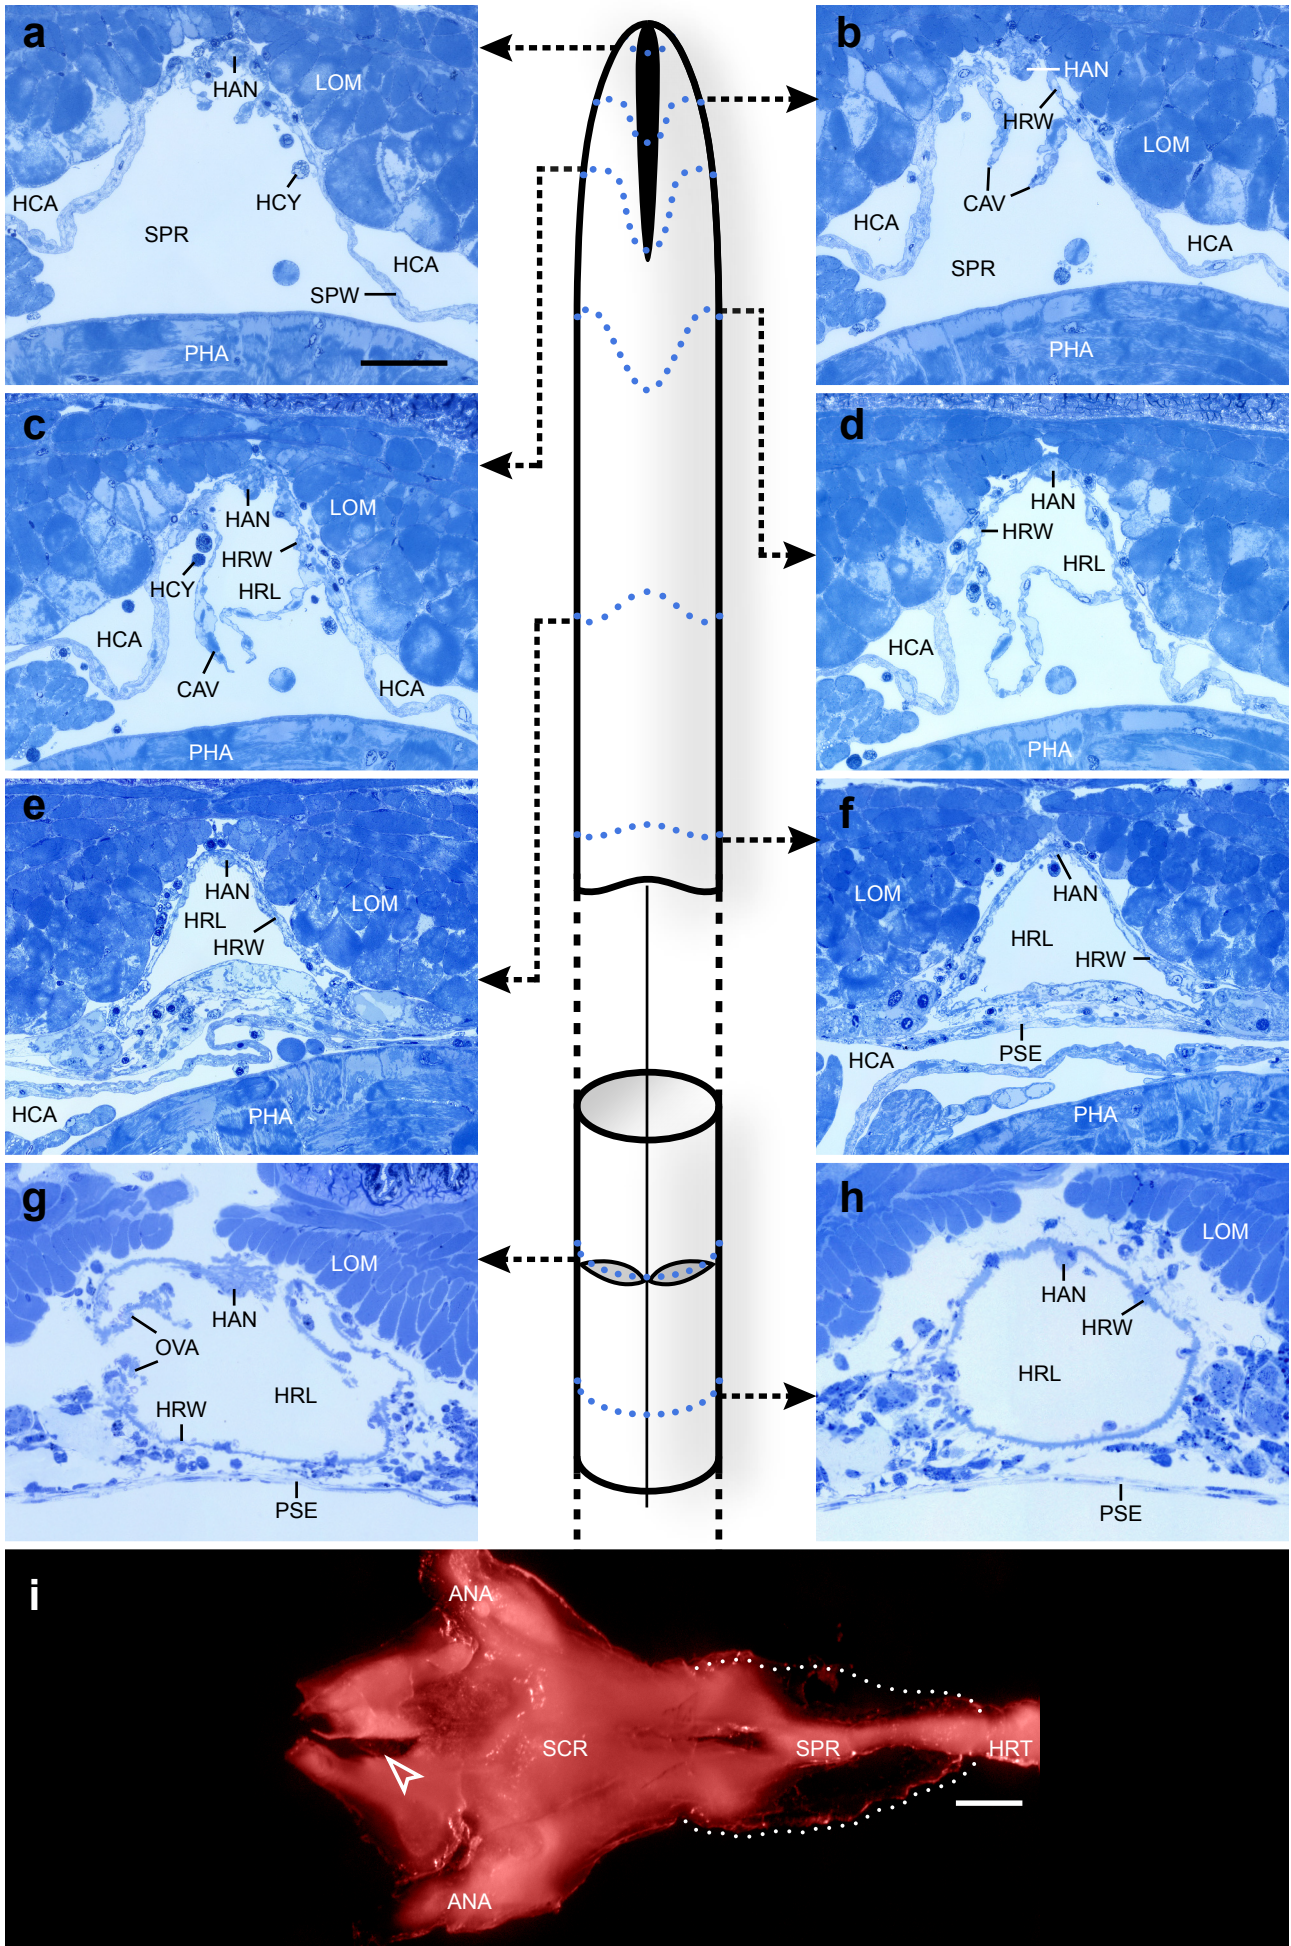 a
HAN
LOM
HCY
HCA
SPR
HCA
SPW
PHA
b
HAN
HRW
LOM
CAV
HCA
HCA
SPR
PHA
c
HAN
LOM
HRW
HCY
HRL
HCA
CAV
HCA
PHA
d
HAN
HRW
HRL
HCA
PHA
e
HAN
HRL
LOM
HRW
HCA
PHA
f
LOM
HAN
HRL
HRW
PSE
HCA
PHA
g
LOM
HAN
OVA
HRL
HRW
PSE
h
LOM
HAN
HRW
HRL
PSE
i
ANA
SCR
SPR
HRT
ANA